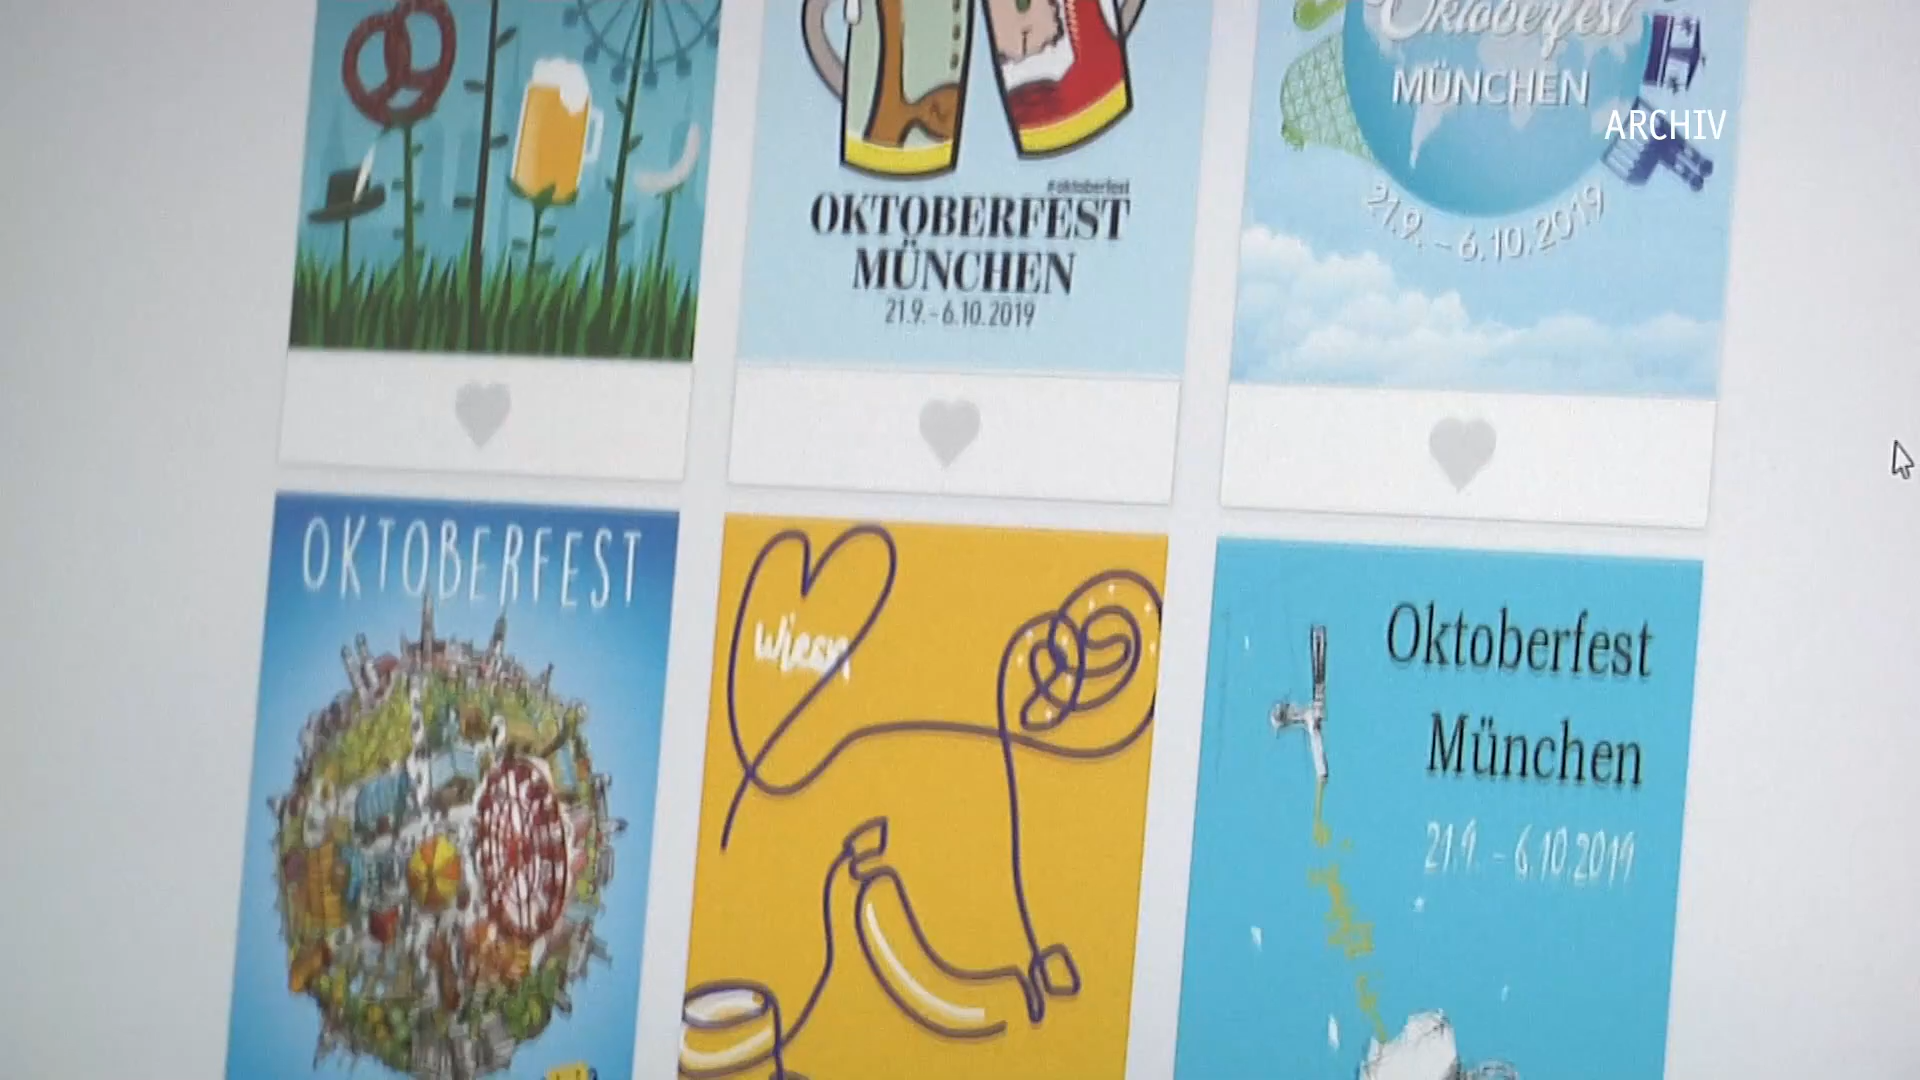 #oktoberfest
OKTOBERFEST
MÜNCHEN
21.9.-6.10.2019
Oktoberfest
MÜNCHEN
21.9. - 6.10.2019
ARCHIV
OKTOBERFEST
Wiesn
Oktoberfest
München
21.9. - 6.10.2019